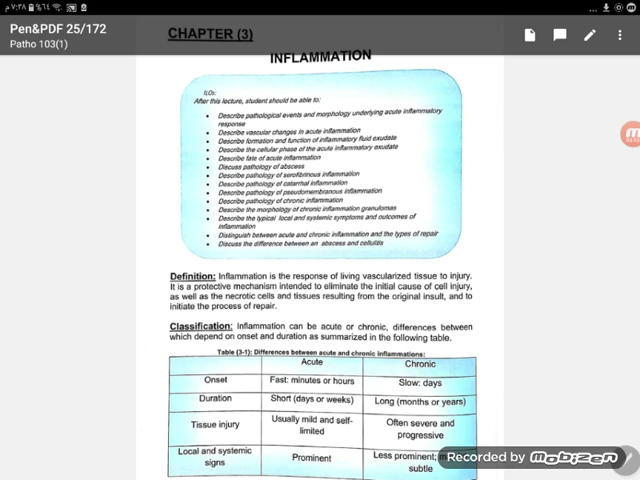 م ٧:٣٨ ٪٦٤
Pen&PDF 25/172
Patho 103(1)
CHAPTER (3)
INFLAMMATION
ILOs:
After this lecture, student should be able to:
• Describe pathological events and morphology underlying acute inflammatory
response
• Describe vascular changes in acute inflammation
• Describe formation and function of inflammatory fluid exudate
• Describe the cellular phase of the acute inflammatory exudate
• Describe fate of acute inflammation
• Discuss pathology of abscess
• Describe pathology of serofibrinous inflammation
• Describe pathology of catarrhal inflammation
• Describe pathology of pseudomembranous inflammation
• Describe pathology of chronic inflammation
• Describe the morphology of chronic inflammation granulomas
• Describe the typical local and systemic symptoms and outcomes of
inflammation
• Distinguish between acute and chronic inflammation and the types of repair
• Discuss the difference between an abscess and cellulitis
Definition: Inflammation is the response of living vascularized tissue to injury.
It is a protective mechanism intended to eliminate the initial cause of cell injury,
as well as the necrotic cells and tissues resulting from the original insult, and to
initiate the process of repair.
Classification: Inflammation can be acute or chronic, differences between
which depend on onset and duration as summarized in the following table.
Table (3-1): Differences between acute and chronic inflammations:
Acute Chronic
Onset Fast: minutes or hours Slow: days
Duration Short (days or weeks) Long (months or years)
Tissue injury Usually mild and self-
limited Often severe and
progressive
Local and systemic
signs Prominent Less prominent;
subtle
Recorded by mobizen